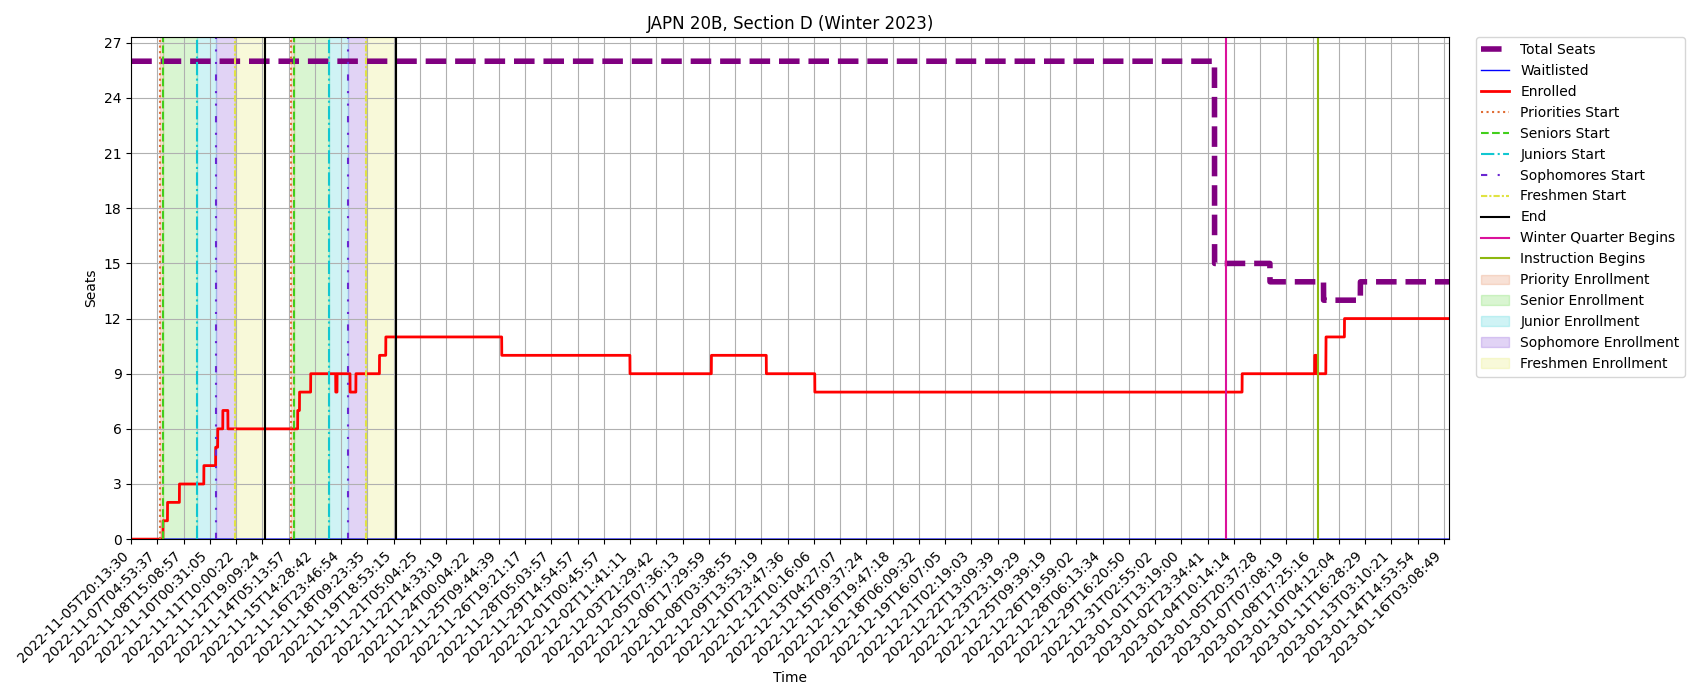 JAPN 20B, Section D (Winter 2023)
27
24
21
18
15
12
9
6
3
0
Seats
2022-11-05T20:13:30
2022-11-07T04:53:37
2022-11-08T15:08:57
2022-11-10T00:31:05
2022-11-11T10:00:22
2022-11-12T19:09:24
2022-11-14T05:13:57
2022-11-15T14:28:42
2022-11-16T23:46:54
2022-11-18T09:23:35
2022-11-19T18:53:15
2022-11-21T05:04:25
2022-11-22T14:33:19
2022-11-24T00:04:22
2022-11-25T09:44:39
2022-11-26T19:21:17
2022-11-28T05:03:57
2022-11-29T14:54:57
2022-12-01T00:45:57
2022-12-02T11:41:11
2022-12-03T21:29:42
2022-12-05T07:36:13
2022-12-06T17:29:59
2022-12-08T03:38:55
2022-12-09T13:53:19
2022-12-10T23:47:36
2022-12-12T10:16:06
2022-12-13T04:27:07
2022-12-15T09:37:24
2022-12-16T19:47:18
2022-12-18T06:09:32
2022-12-19T16:07:05
2022-12-21T02:19:03
2022-12-22T13:09:39
2022-12-23T23:19:29
2022-12-25T09:39:19
2022-12-26T19:59:02
2022-12-28T06:13:34
2022-12-29T16:20:50
2022-12-31T02:55:02
2023-01-01T13:19:00
2023-01-02T23:34:41
2023-01-04T10:14:14
2023-01-05T20:37:28
2023-01-07T07:08:19
2023-01-08T17:25:16
2023-01-10T04:12:04
2023-01-11T16:28:29
2023-01-13T03:10:21
2023-01-14T14:53:54
2023-01-16T03:08:49
Time
Total Seats
Waitlisted
Enrolled
Priorities Start
Seniors Start
Juniors Start
Sophomores Start
Freshmen Start
End
Winter Quarter Begins
Instruction Begins
Priority Enrollment
Senior Enrollment
Junior Enrollment
Sophomore Enrollment
Freshmen Enrollment